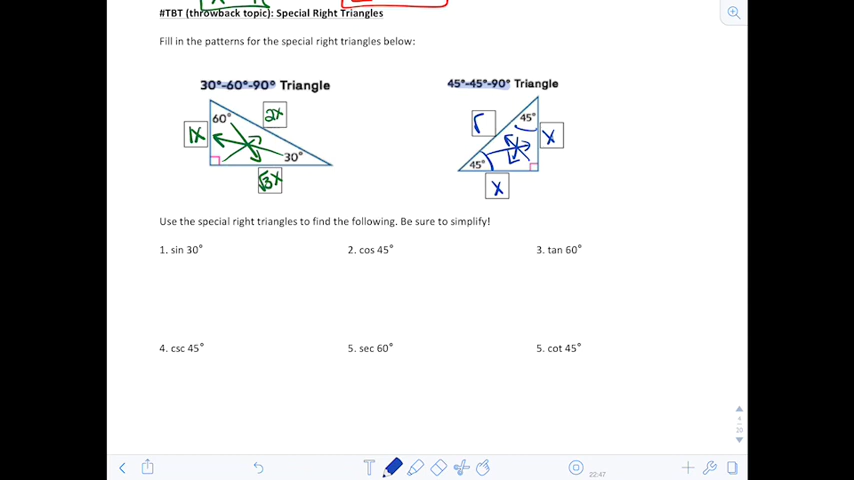 #TBT (throwback topic): Special Right Triangles
Fill in the patterns for the special right triangles below:
30°-60°-90° Triangle
45°-45°-90° Triangle
60°
2x
1x
30°
√3x
45°
√
x
45°
x
Use the special right triangles to find the following. Be sure to simplify!
1. sin 30°
2. cos 45°
3. tan 60°
4. csc 45°
5. sec 60°
5. cot 45°
4
20
T
22:47